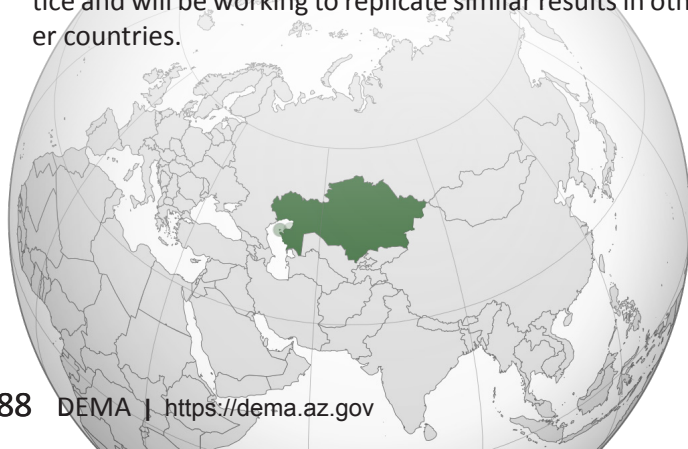 tice and will be working to replicate similar results in oth-
er countries.
88 DEMA | https://dema.az.gov